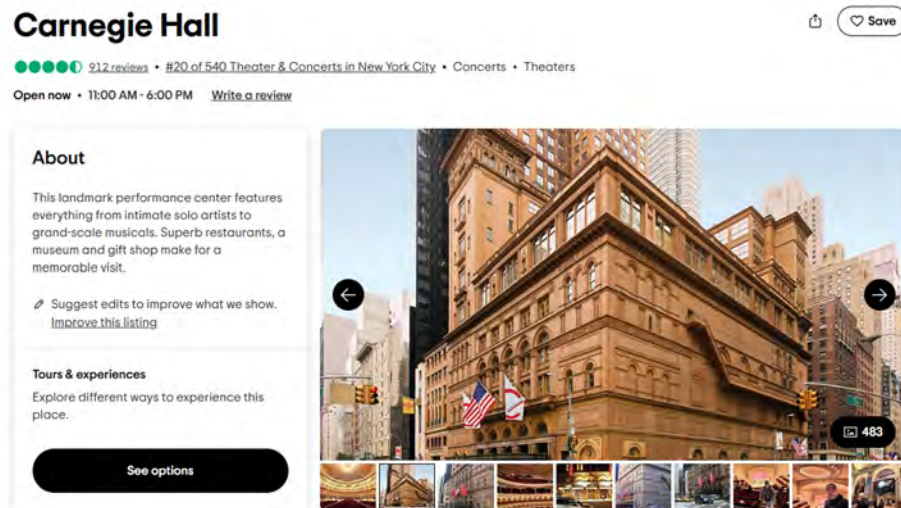 Carnegie Hall
Save
912 reviews • #20 of 540 Theater & Concerts in New York City • Concerts • Theaters
Open now • 11:00 AM - 6:00 PM Write a review
About
This landmark performance center features
everything from intimate solo artists to
grand-scale musicals. Superb restaurants, a
museum and gift shop make for a
memorable visit.
Suggest edits to improve what we show.
Improve this listing
Tours & experiences
Explore different ways to experience this
place.
See options
483